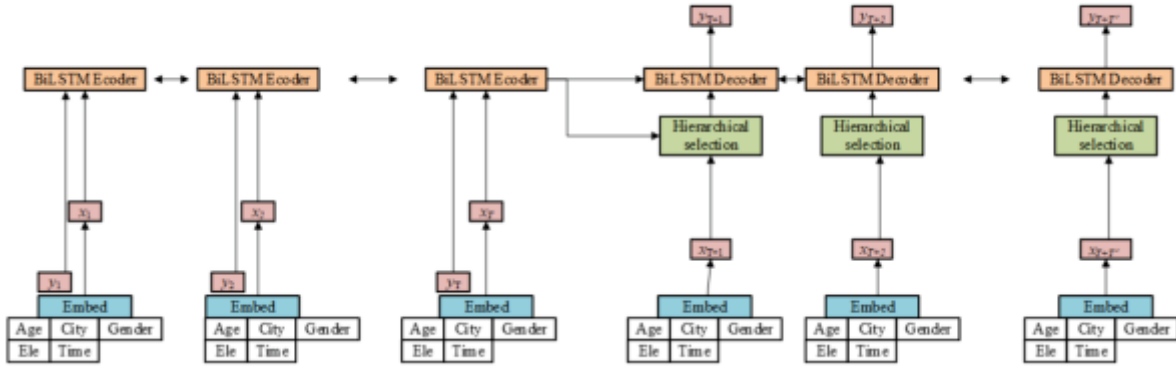 y_{T+1} y_{T+2} y_{T+T'}
BiLSTM Ecoder BiLSTM Ecoder BiLSTM Ecoder BiLSTM Decoder BiLSTM Decoder BiLSTM Decoder
Hierarchical selection
Hierarchical selection
Hierarchical selection
x_1 x_2 x_T
x_{T+1} x_{T+2} x_{T+T'}
y_1 y_2 y_T
Embed Embed Embed Embed Embed Embed
Age City Gender Age City Gender Age City Gender Age City Gender Age City Gender Age City Gender
Ele Time Ele Time Ele Time Ele Time Ele Time Ele Time